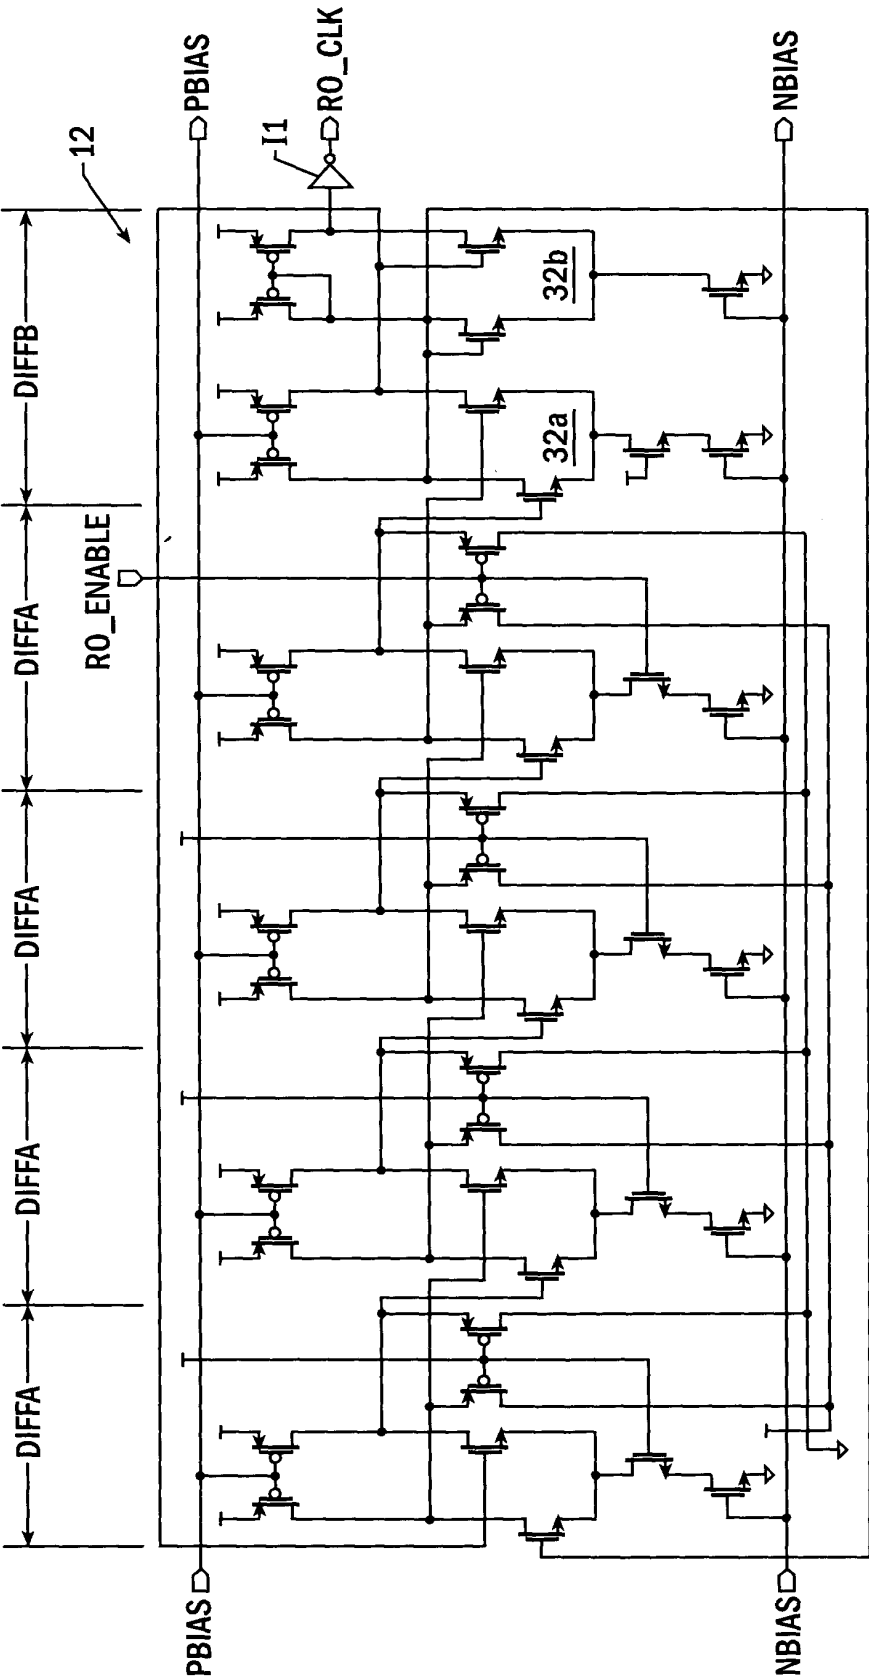 12
PBIAS
I1
RO_CLK
NBIAS
DIFFB
32b
32a
RO_ENABLE
DIFFA
DIFFA
DIFFA
DIFFA
PBIAS
NBIAS